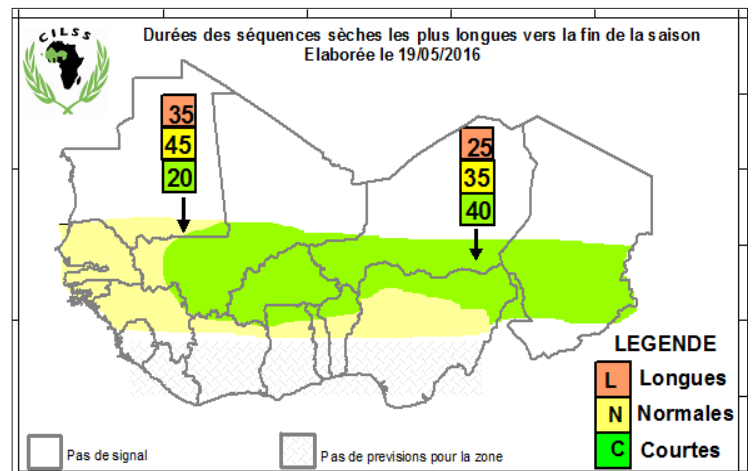 CILSS
Durées des séquences sèches les plus longues vers la fin de la saison
Elaborée le 19/05/2016
35
45
20
25
35
40
LEGENDE
L Longues
N Normales
C Courtes
Pas de signal
Pas de previsions pour la zone